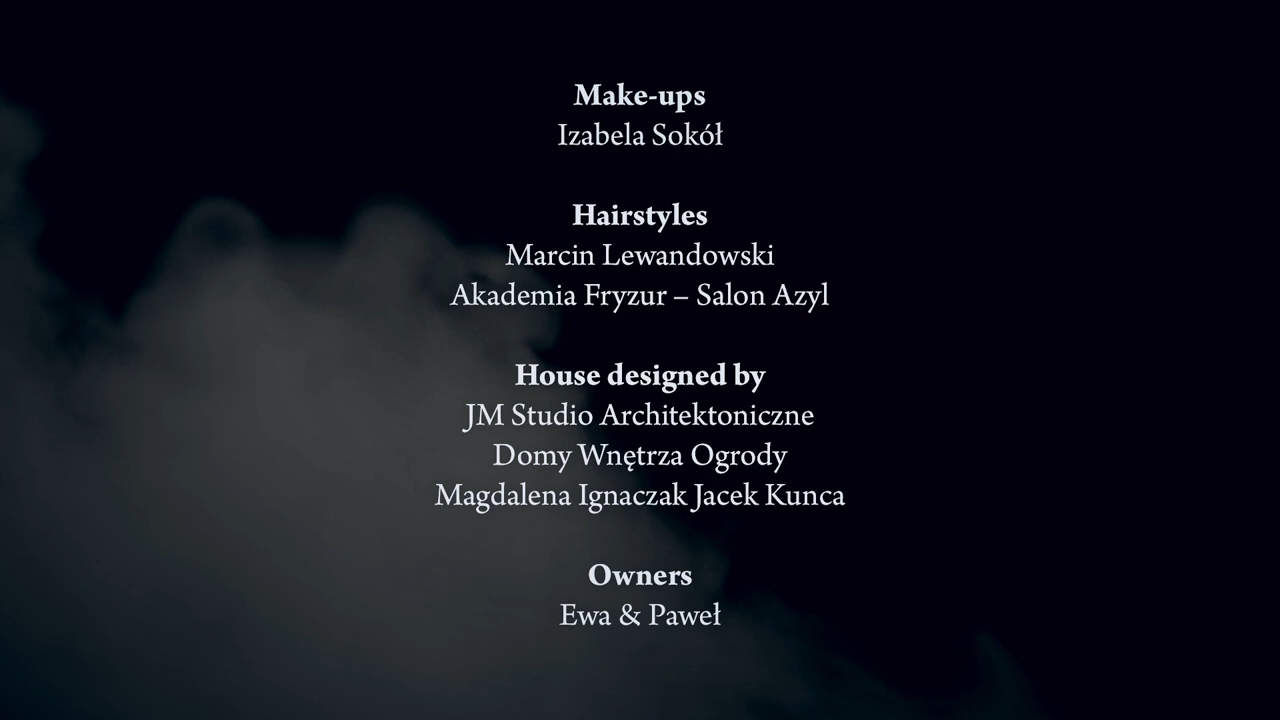 Make-ups
Izabela Sokół
Hairstyles
Marcin Lewandowski
Akademia Fryzur – Salon Azyl
House designed by
JM Studio Architektoniczne
Domy Wnętrza Ogrody
Magdalena Ignaczak Jacek Kunca
Owners
Ewa & Paweł